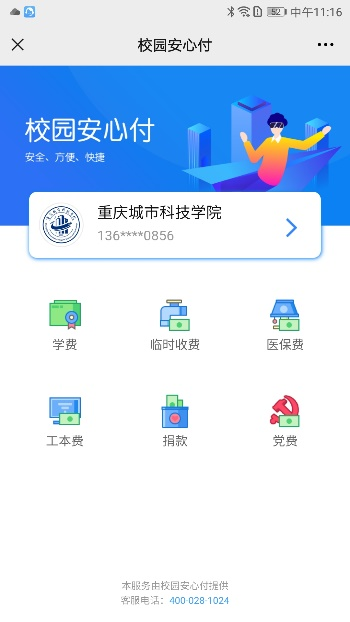 52 中午11:16
校园安心付
校园安心付
安全、方便、快捷
重庆城市科技学院
136****0856
学费 临时收费 医保费
工本费 捐款 党费
本服务由校园安心付提供
客服电话：400-028-1024